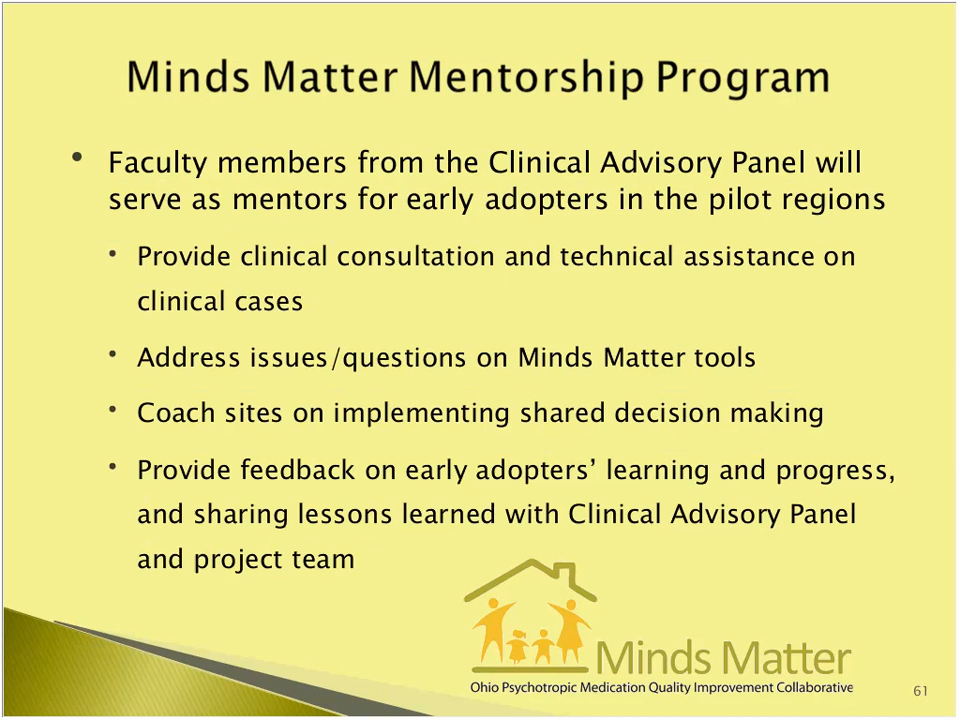 Minds Matter Mentorship Program
• Faculty members from the Clinical Advisory Panel will
serve as mentors for early adopters in the pilot regions
• Provide clinical consultation and technical assistance on
clinical cases
• Address issues/questions on Minds Matter tools
• Coach sites on implementing shared decision making
• Provide feedback on early adopters’ learning and progress,
and sharing lessons learned with Clinical Advisory Panel
and project team
Minds Matter
Ohio Psychotropic Medication Quality Improvement Collaborative
61